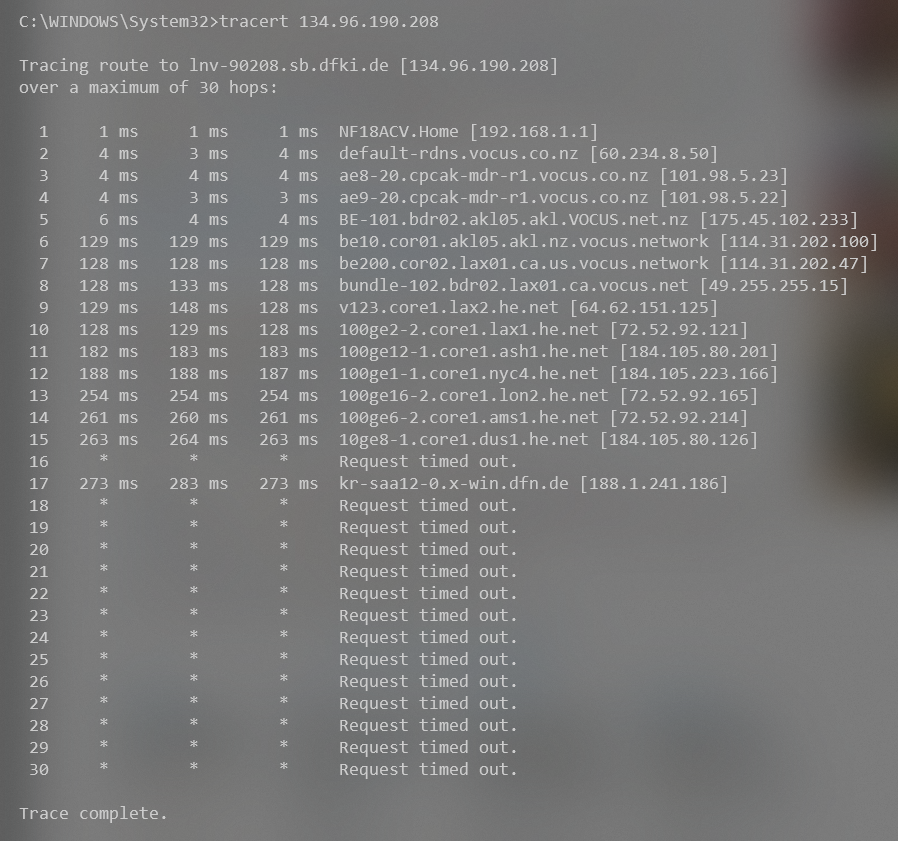 C:\WINDOWS\System32>tracert 134.96.190.208
Tracing route to lnv-90208.sb.dfki.de [134.96.190.208]
over a maximum of 30 hops:
1 1 ms 1 ms 1 ms NF18ACV.Home [192.168.1.1]
2 4 ms 3 ms 4 ms default-rdns.vocus.co.nz [60.234.8.50]
3 4 ms 4 ms 4 ms ae8-20.cpcak-mdr-r1.vocus.co.nz [101.98.5.23]
4 4 ms 3 ms 3 ms ae9-20.cpcak-mdr-r1.vocus.co.nz [101.98.5.22]
5 6 ms 4 ms 4 ms BE-101.bdr02.akl05.akl.VOCUS.net.nz [175.45.102.233]
6 129 ms 129 ms 129 ms be10.cor01.akl05.akl.nz.vocus.network [114.31.202.100]
7 128 ms 128 ms 128 ms be200.cor02.lax01.ca.us.vocus.network [114.31.202.47]
8 128 ms 133 ms 128 ms bundle-102.bdr02.lax01.ca.vocus.net [49.255.255.15]
9 129 ms 148 ms 128 ms v123.core1.lax2.he.net [64.62.151.125]
10 128 ms 129 ms 128 ms 100ge2-2.core1.lax1.he.net [72.52.92.121]
11 182 ms 183 ms 183 ms 100ge12-1.core1.ash1.he.net [184.105.80.201]
12 188 ms 188 ms 187 ms 100ge1-1.core1.nyc4.he.net [184.105.223.166]
13 254 ms 254 ms 254 ms 100ge16-2.core1.lon2.he.net [72.52.92.165]
14 261 ms 260 ms 261 ms 100ge6-2.core1.ams1.he.net [72.52.92.214]
15 263 ms 264 ms 263 ms 10ge8-1.core1.dus1.he.net [184.105.80.126]
16 * * * Request timed out.
17 273 ms 283 ms 273 ms kr-saa12-0.x-win.dfn.de [188.1.241.186]
18 * * * Request timed out.
19 * * * Request timed out.
20 * * * Request timed out.
21 * * * Request timed out.
22 * * * Request timed out.
23 * * * Request timed out.
24 * * * Request timed out.
25 * * * Request timed out.
26 * * * Request timed out.
27 * * * Request timed out.
28 * * * Request timed out.
29 * * * Request timed out.
30 * * * Request timed out.
Trace complete.